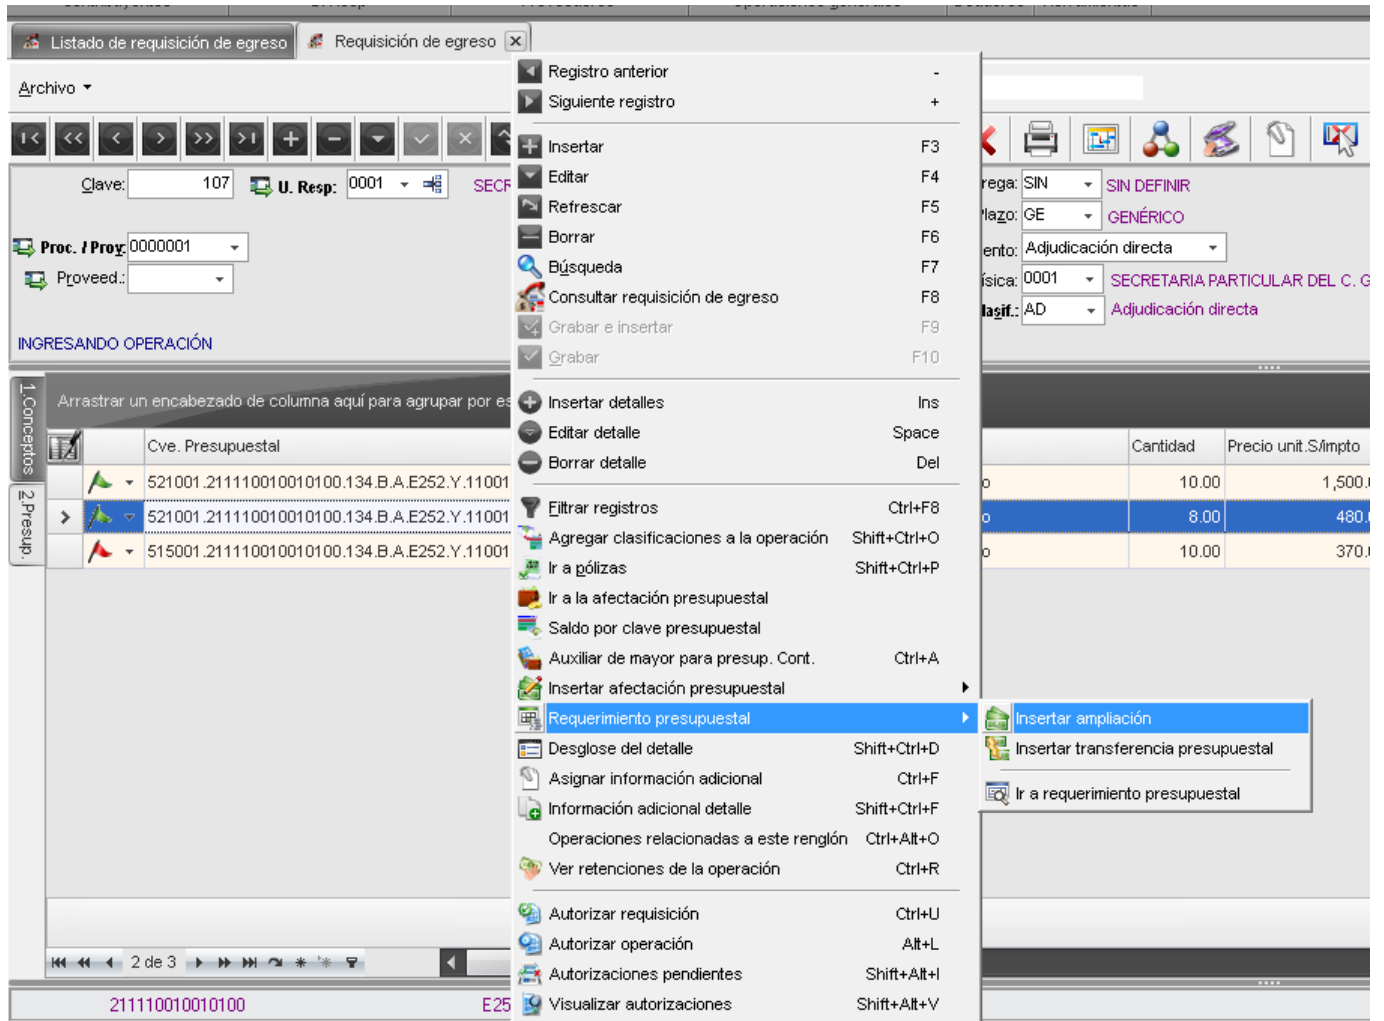 Listado de requisición de egreso
Requisición de egreso
Archivo
Clave: 107
U. Resp: 0001
SECR
Proc. / Proy: 0000001
Proveed.:
INGRESANDO OPERACIÓN
rega: SIN SIN DEFINIR
Plazo: GE GENÉRICO
ento: Adjudicación directa
ísica: 0001 SECRETARIA PARTICULAR DEL C. G
lasif.: AD Adjudicación directa
1.Conceptos
2.Presup.
Arrastrar un encabezado de columna aquí para agrupar por es
Cve. Presupuestal
Cantidad
Precio unit.S/impto
521001.211110010010100.134.B.A.E252.Y.11001
o
10.00
1,500.
521001.211110010010100.134.B.A.E252.Y.11001
o
8.00
480.
515001.211110010010100.134.B.A.E252.Y.11001
o
10.00
370.
2 de 3
211110010010100
E25
Registro anterior -
Siguiente registro +
Insertar F3
Editar F4
Refrescar F5
Borrar F6
Búsqueda F7
Consultar requisición de egreso F8
Grabar e insertar F9
Grabar F10
Insertar detalles Ins
Editar detalle Space
Borrar detalle Del
Filtrar registros Ctrl+F8
Agregar clasificaciones a la operación Shift+Ctrl+O
Ir a pólizas Shift+Ctrl+P
Ir a la afectación presupuestal
Saldo por clave presupuestal
Auxiliar de mayor para presup. Cont. Ctrl+A
Insertar afectación presupuestal
Requerimiento presupuestal
Desglose del detalle Shift+Ctrl+D
Asignar información adicional Ctrl+F
Información adicional detalle Shift+Ctrl+F
Operaciones relacionadas a este renglón Ctrl+Alt+O
Ver retenciones de la operación Ctrl+R
Autorizar requisición Ctrl+U
Autorizar operación Alt+L
Autorizaciones pendientes Shift+Alt+I
Visualizar autorizaciones Shift+Alt+V
Insertar ampliación
Insertar transferencia presupuestal
Ir a requerimiento presupuestal